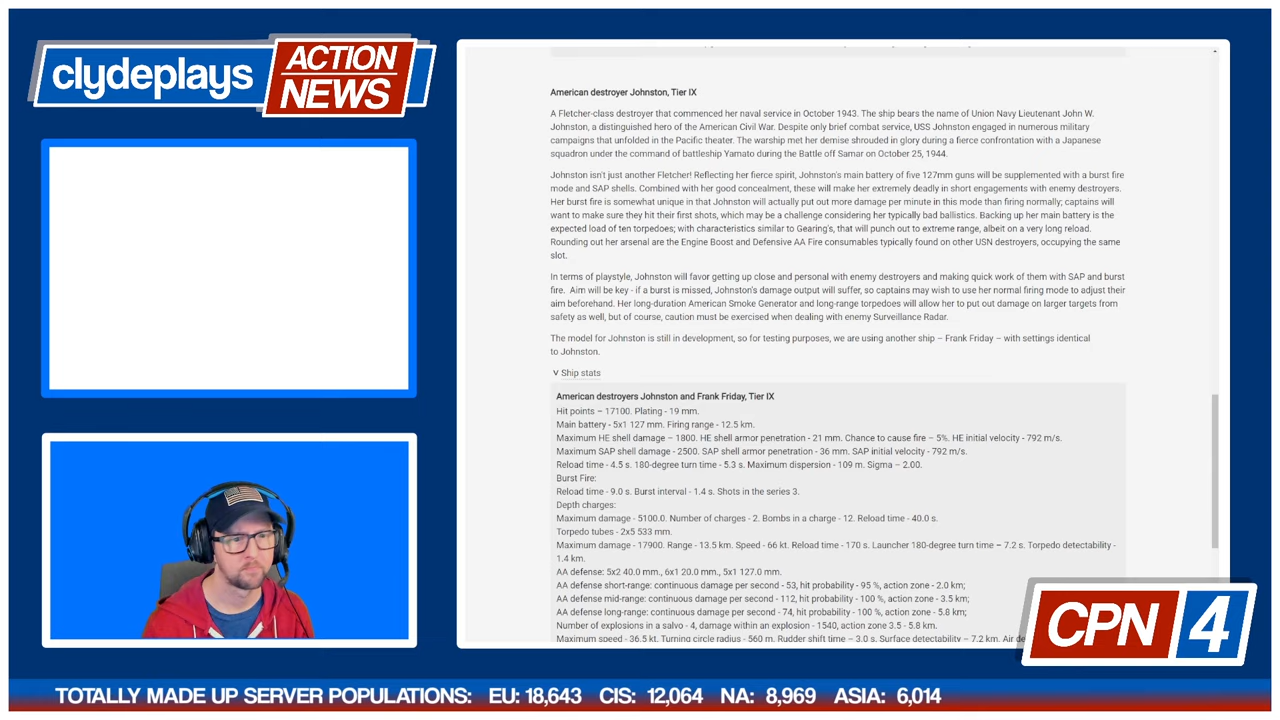 clydeplays
ACTION
NEWS
American destroyer Johnston, Tier IX
A Fletcher-class destroyer that commenced her naval service in October 1943. The ship bears the name of Union Navy Lieutenant John W.
Johnston, a distinguished hero of the American Civil War. Despite only brief combat service, USS Johnston engaged in numerous military
campaigns that unfolded in the Pacific theater. The warship met her demise shrouded in glory during a fierce confrontation with a Japanese
squadron under the command of battleship Yamato during the Battle off Samar on October 25, 1944.
Johnston isn't just another Fletcher! Reflecting her fierce spirit, Johnston's main battery of five 127mm guns will be supplemented with a burst fire
mode and SAP shells. Combined with her good concealment, these will make her extremely deadly in short engagements with enemy destroyers.
Her burst fire is somewhat unique in that Johnston will actually put out more damage per minute in this mode than firing normally; captains will
want to make sure they hit their first shots, which may be a challenge considering her typically bad ballistics. Backing up her main battery is the
expected load of ten torpedoes; with characteristics similar to Gearing's, that will punch out to extreme range, albeit on a very long reload.
Rounding out her arsenal are the Engine Boost and Defensive AA Fire consumables typically found on other USN destroyers, occupying the same
slot.
In terms of playstyle, Johnston will favor getting up close and personal with enemy destroyers and making quick work of them with SAP and burst
fire. Aim will be key - if a burst is missed, Johnston's damage output will suffer, so captains may wish to use her normal firing mode to adjust their
aim beforehand. Her long-duration American Smoke Generator and long-range torpedoes will allow her to put out damage on larger targets from
safety as well, but of course, caution must be exercised when dealing with enemy Surveillance Radar.
The model for Johnston is still in development, so for testing purposes, we are using another ship – Frank Friday – with settings identical
to Johnston.
v Ship stats
American destroyers Johnston and Frank Friday, Tier IX
Hit points – 17100. Plating - 19 mm.
Main battery - 5x1 127 mm. Firing range - 12.5 km.
Maximum HE shell damage – 1800. HE shell armor penetration - 21 mm. Chance to cause fire – 5%. HE initial velocity - 792 m/s.
Maximum SAP shell damage - 2500. SAP shell armor penetration - 36 mm. SAP initial velocity - 792 m/s.
Reload time - 4.5 s. 180-degree turn time - 5.3 s. Maximum dispersion - 109 m. Sigma – 2.00.
Burst Fire:
Reload time - 9.0 s. Burst interval - 1.4 s. Shots in the series 3.
Depth charges:
Maximum damage - 5100.0. Number of charges - 2. Bombs in a charge - 12. Reload time - 40.0 s.
Torpedo tubes - 2x5 533 mm.
Maximum damage - 17900. Range - 13.5 km. Speed - 66 kt. Reload time - 170 s. Launcher 180-degree turn time – 7.2 s. Torpedo detectability -
1.4 km.
AA defense: 5x2 40.0 mm., 6x1 20.0 mm., 5x1 127.0 mm.
AA defense short-range: continuous damage per second - 53, hit probability - 95 %, action zone - 2.0 km;
AA defense mid-range: continuous damage per second - 112, hit probability - 100 %, action zone - 3.5 km;
AA defense long-range: continuous damage per second - 74, hit probability - 100 %, action zone - 5.8 km;
Number of explosions in a salvo - 4, damage within an explosion - 1540, action zone 3.5 - 5.8 km.
Maximum speed - 36.5 kt. Turning circle radius - 560 m. Rudder shift time – 3.0 s. Surface detectability – 7.2 km. Air
CPN 4
TOTALLY MADE UP SERVER POPULATIONS: EU: 18,643 CIS: 12,064 NA: 8,969 ASIA: 6,014